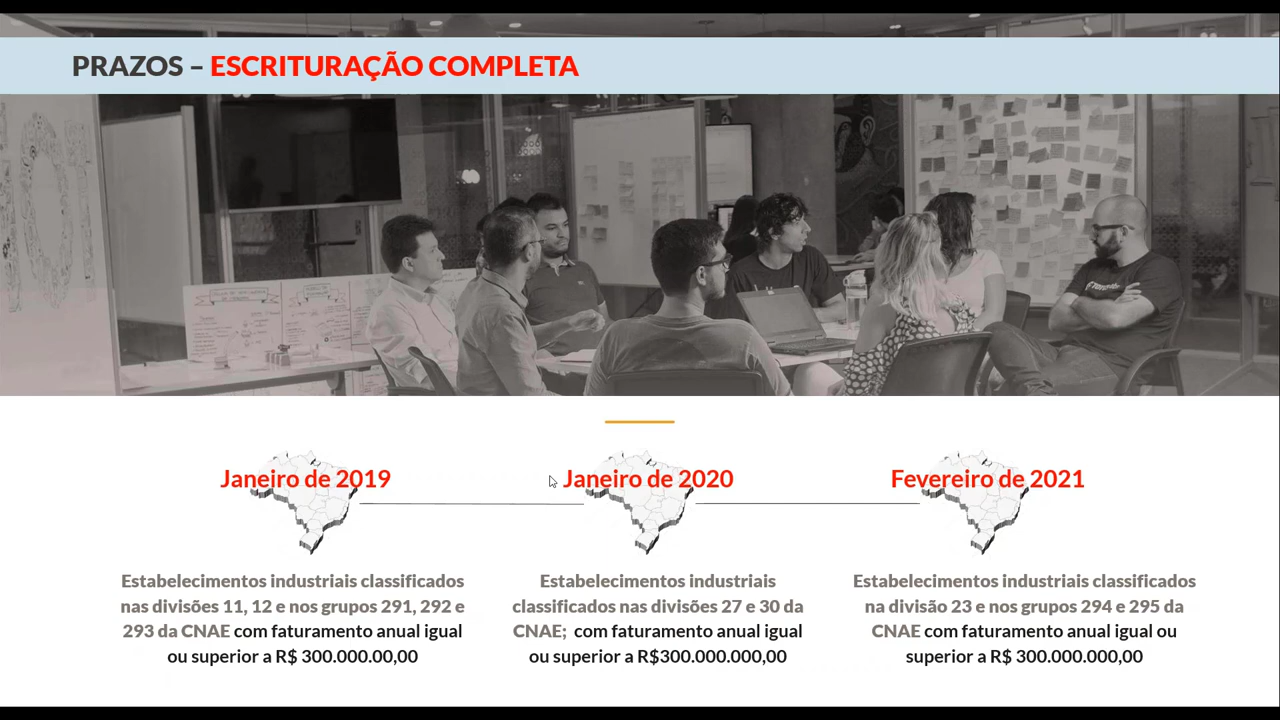 PRAZOS – ESCRITURAÇÃO COMPLETA
Janeiro de 2019
Janeiro de 2020
Fevereiro de 2021
Estabelecimentos industriais classificados
nas divisões 11, 12 e nos grupos 291, 292 e
293 da CNAE com faturamento anual igual
ou superior a R$ 300.000.00,00
Estabelecimentos industriais
classificados nas divisões 27 e 30 da
CNAE; com faturamento anual igual
ou superior a R$300.000.000,00
Estabelecimentos industriais classificados
na divisão 23 e nos grupos 294 e 295 da
CNAE com faturamento anual igual ou
superior a R$ 300.000.000,00